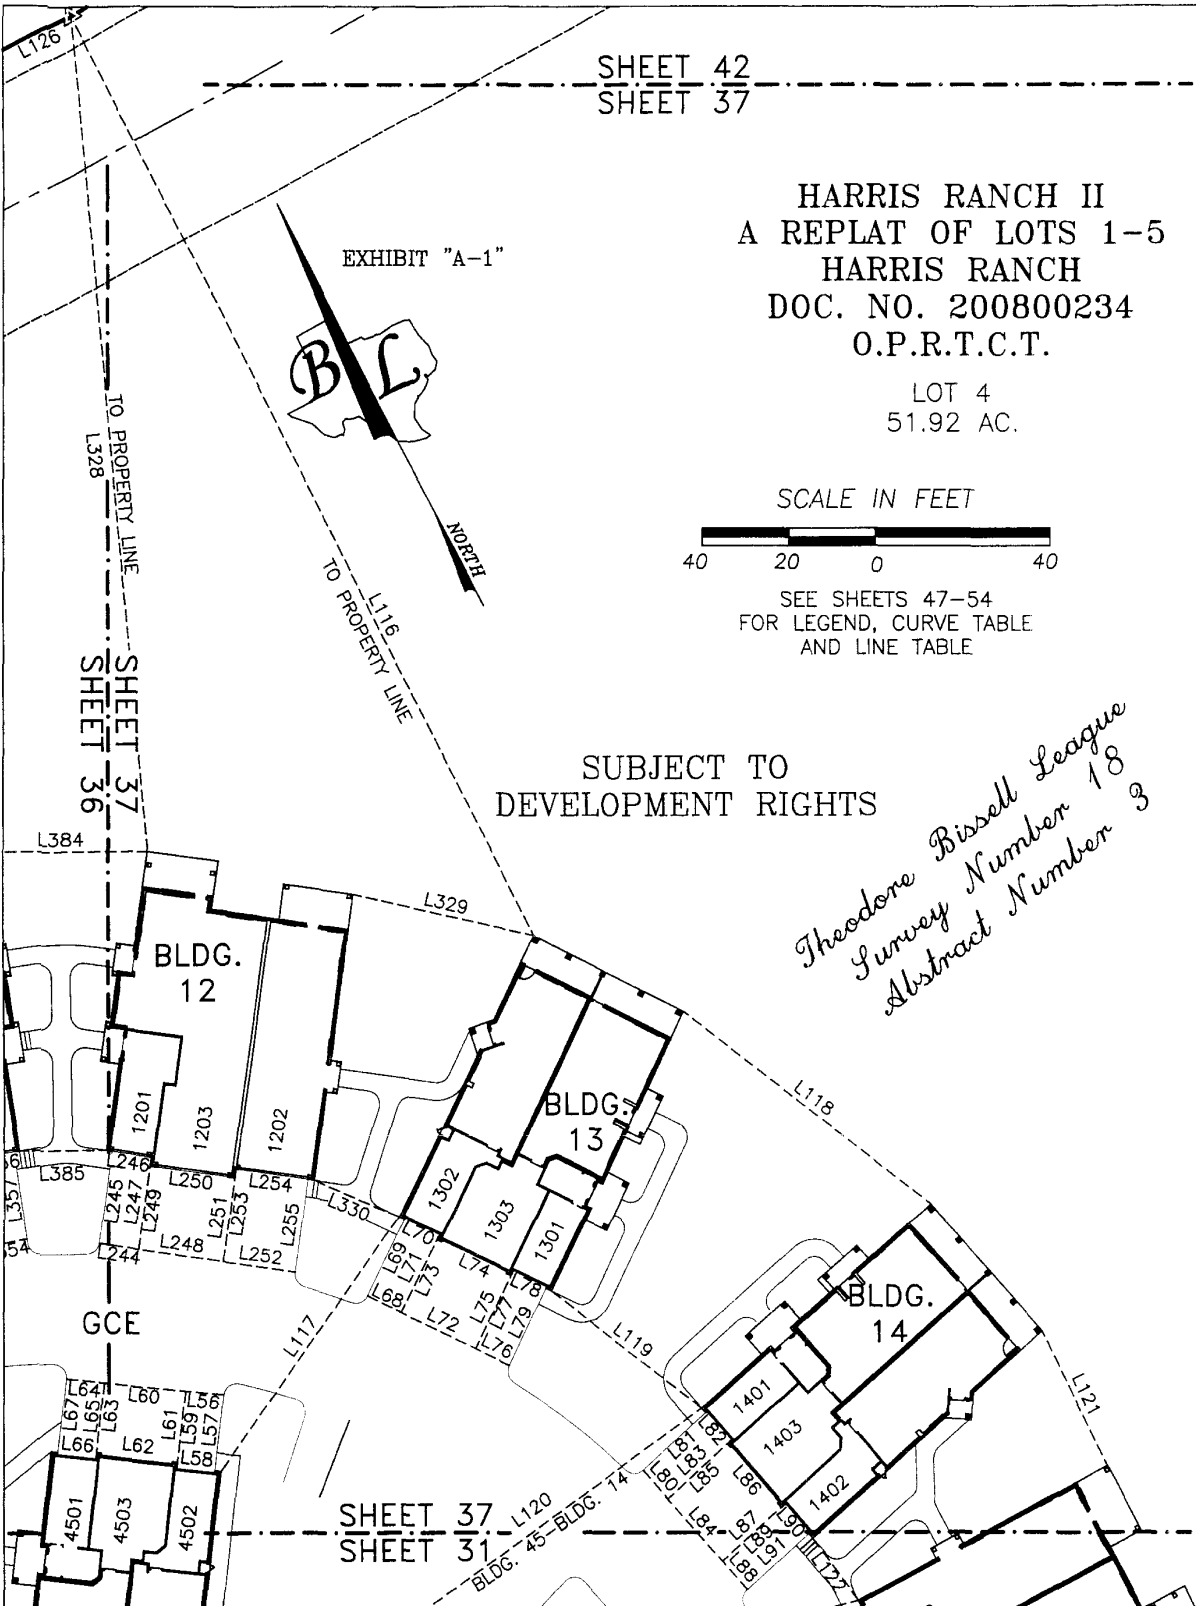 L126
SHEET 42
SHEET 37
HARRIS RANCH II
A REPLAT OF LOTS 1-5
HARRIS RANCH
DOC. NO. 200800234
O.P.R.T.C.T.
LOT 4
51.92 AC.
EXHIBIT "A-1"
B L
NORTH
SCALE IN FEET
40 20 0 40
SEE SHEETS 47-54
FOR LEGEND, CURVE TABLE
AND LINE TABLE
TO PROPERTY LINE
L328
L116
TO PROPERTY LINE
SHEET 37
SHEET 36
SUBJECT TO
DEVELOPMENT RIGHTS
Theodore Bissell League
Survey Number 18
Abstract Number 3
L384
L329
BLDG.
12
1201
1203
1202
BLDG.
13
1302
1303
1301
L118
L385
L357
L246
L250
L254
L330
L245
L247
L249
L251
L253
L255
L244
L248
L252
L70
L69
L71
L73
L74
L78
L68
L72
L75
L77
L79
L76
GCE
L117
L119
BLDG.
14
1401
1403
1402
L121
L64
L60
L56
L67
L65
L63
L61
L59
L57
L66
L62
L58
4501
4503
4502
L82
L81
L83
L85
L80
L86
L84
L87
L89
L91
L90
L88
L122
L120
BLDG. 45-BLDG. 14
SHEET 37
SHEET 31